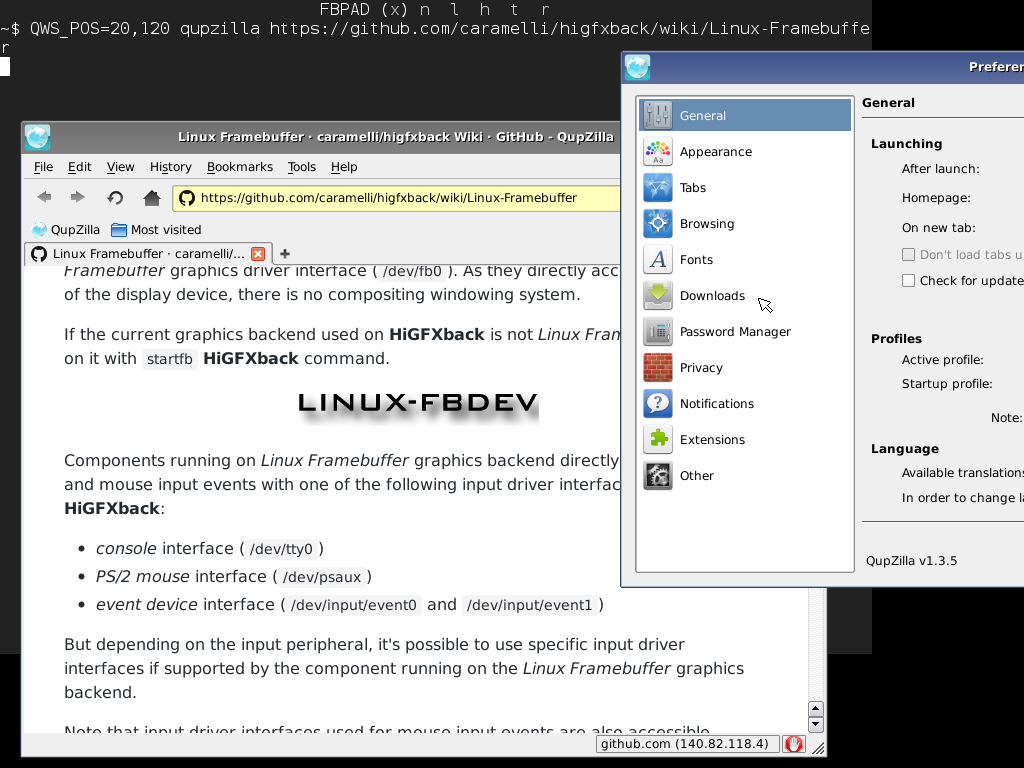 FBPAD (x) n l h t r
~$ QWS_POS=20,120 qupzilla https://github.com/caramelli/higfxback/wiki/Linux-Framebuffe
r
Linux Framebuffer · caramelli/higfxback Wiki · GitHub - QupZilla
File Edit View History Bookmarks Tools Help
https://github.com/caramelli/higfxback/wiki/Linux-Framebuffer
QupZilla Most visited
Linux Framebuffer · caramelli/...
Framebuffer graphics driver interface ( /dev/fb0 ). As they directly acc
of the display device, there is no compositing windowing system.
If the current graphics backend used on HiGFXback is not Linux Fram
on it with startfb HiGFXback command.
LINUX-FBDEV
Components running on Linux Framebuffer graphics backend directly
and mouse input events with one of the following input driver interfac
HiGFXback:
• console interface ( /dev/tty0 )
• PS/2 mouse interface ( /dev/psaux )
• event device interface ( /dev/input/event0 and /dev/input/event1 )
But depending on the input peripheral, it's possible to use specific input driver
interfaces if supported by the component running on the Linux Framebuffer graphics
backend.
Note that input driver interfaces used for mouse input events are also accessible
github.com (140.82.118.4)
Preferen
General
Appearance
Aa
Tabs
Browsing
A Fonts
Downloads
Password Manager
Privacy
Notifications
Extensions
Other
General
Launching
After launch:
Homepage:
On new tab:
Don't load tabs u
Check for update
Profiles
Active profile:
Startup profile:
Note:
Language
Available translations
In order to change la
QupZilla v1.3.5